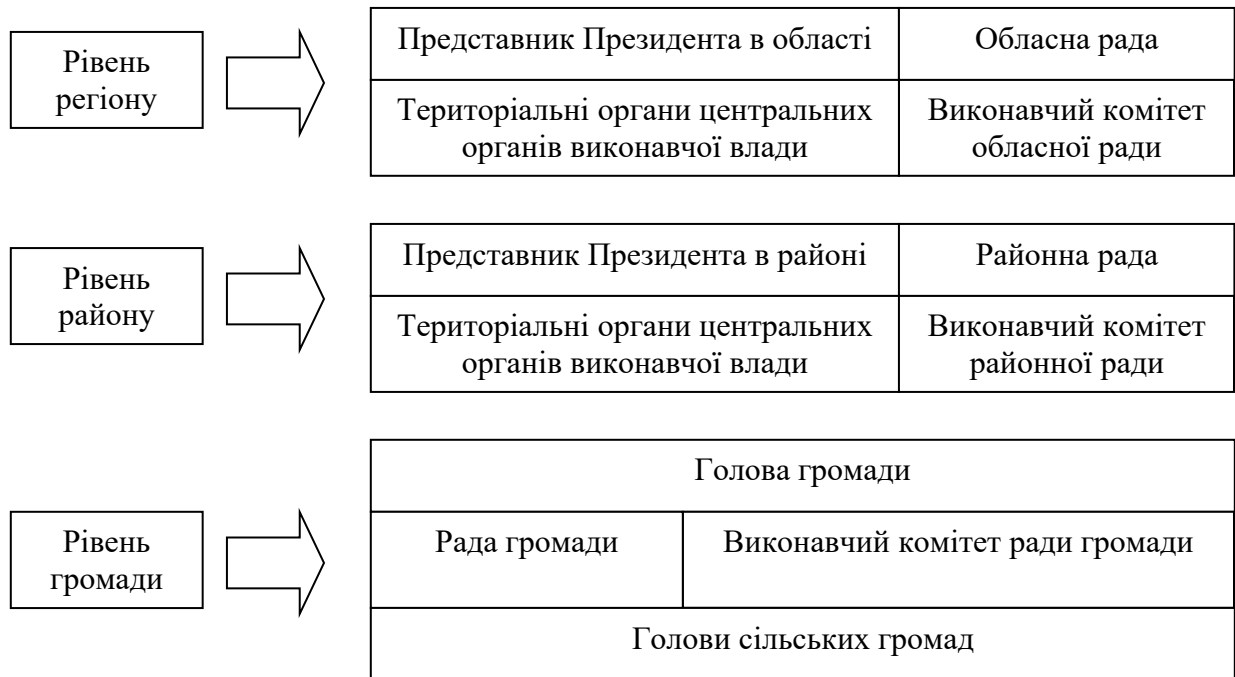 Рівень
регіону
Представник Президента в області
Обласна рада
Територіальні органи центральних
органів виконавчої влади
Виконавчий комітет
обласної ради
Рівень
району
Представник Президента в районі
Районна рада
Територіальні органи центральних
органів виконавчої влади
Виконавчий комітет
районної ради
Рівень
громади
Голова громади
Рада громади
Виконавчий комітет ради громади
Голови сільських громад